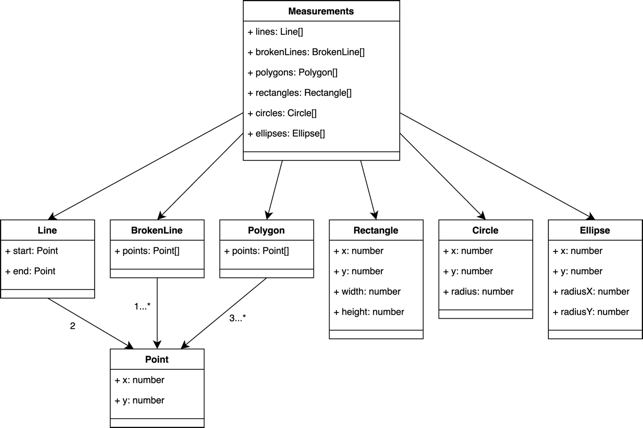 Measurements
+ lines: Line[]
+ brokenLines: BrokenLine[]
+ polygons: Polygon[]
+ rectangles: Rectangle[]
+ circles: Circle[]
+ ellipses: Ellipse[]
Line
+ start: Point
+ end: Point
BrokenLine
+ points: Point[]
Polygon
+ points: Point[]
Rectangle
+ x: number
+ y: number
+ width: number
+ height: number
Circle
+ x: number
+ y: number
+ radius: number
Ellipse
+ x: number
+ y: number
+ radiusX: number
+ radiusY: number
2
1...*
3...*
Point
+ x: number
+ y: number